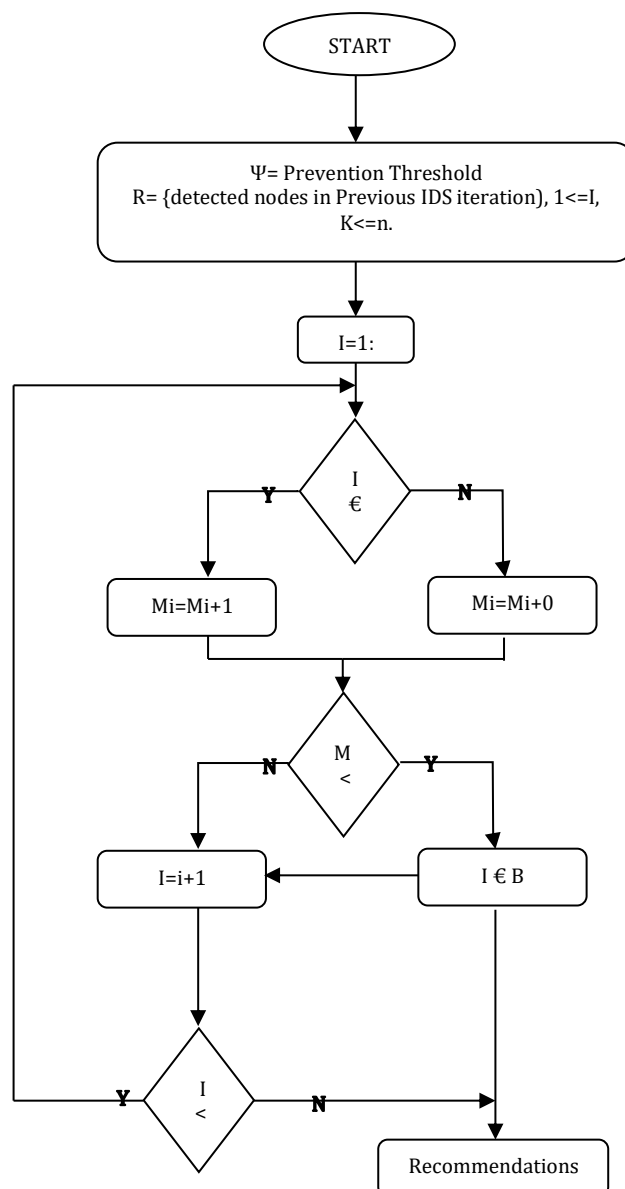 START
Ψ= Prevention Threshold
R= {detected nodes in Previous IDS iteration), 1<=I,
K<=n.
I=1:
I
€
Y
N
Mi=Mi+1
Mi=Mi+0
M
<
N
Y
I=i+1
I € B
I
<
Y
N
Recommendations